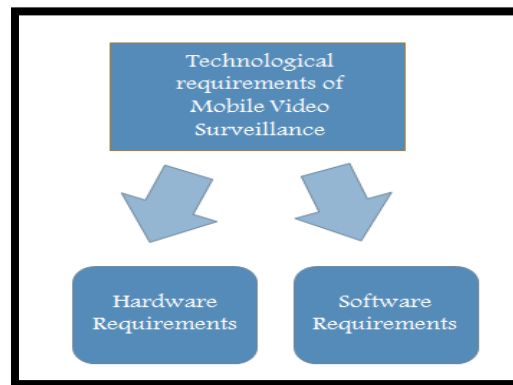 Technological
requirements of
Mobile Video
Surveillance
Hardware
Requirements
Software
Requirements